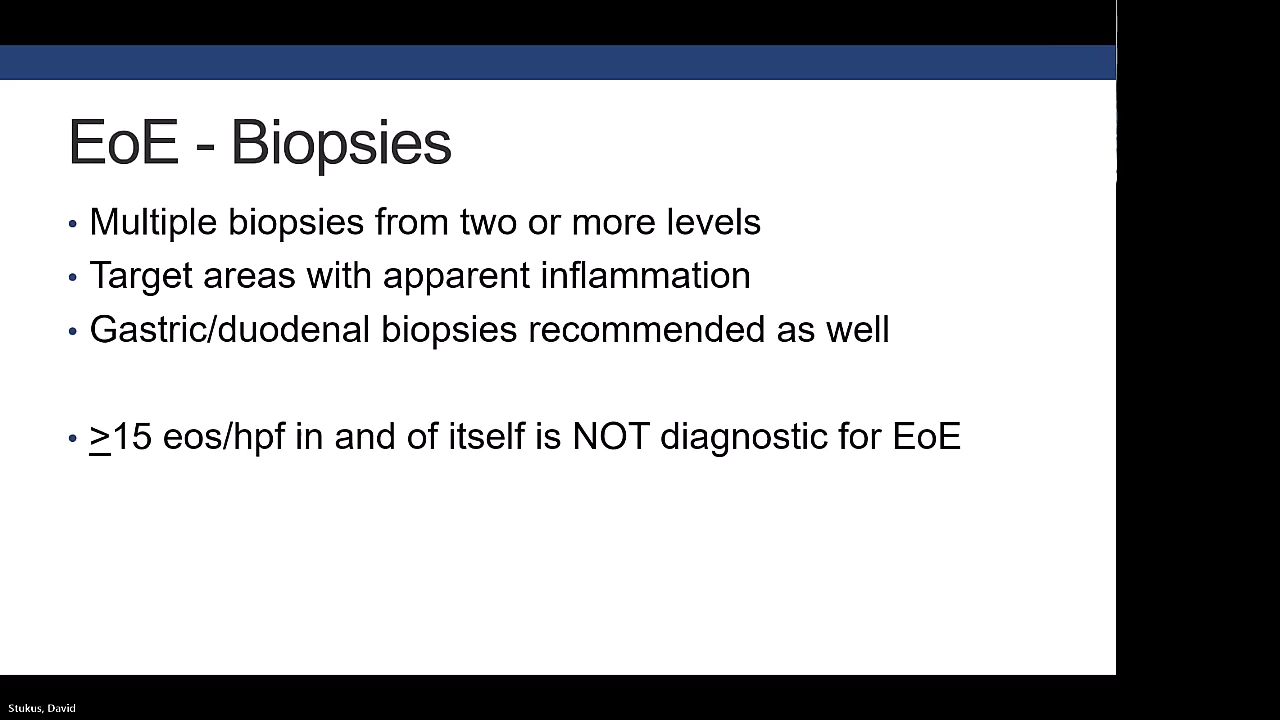 EoE - Biopsies
• Multiple biopsies from two or more levels
• Target areas with apparent inflammation
• Gastric/duodenal biopsies recommended as well
• ≥15 eos/hpf in and of itself is NOT diagnostic for EoE
Stukus, David